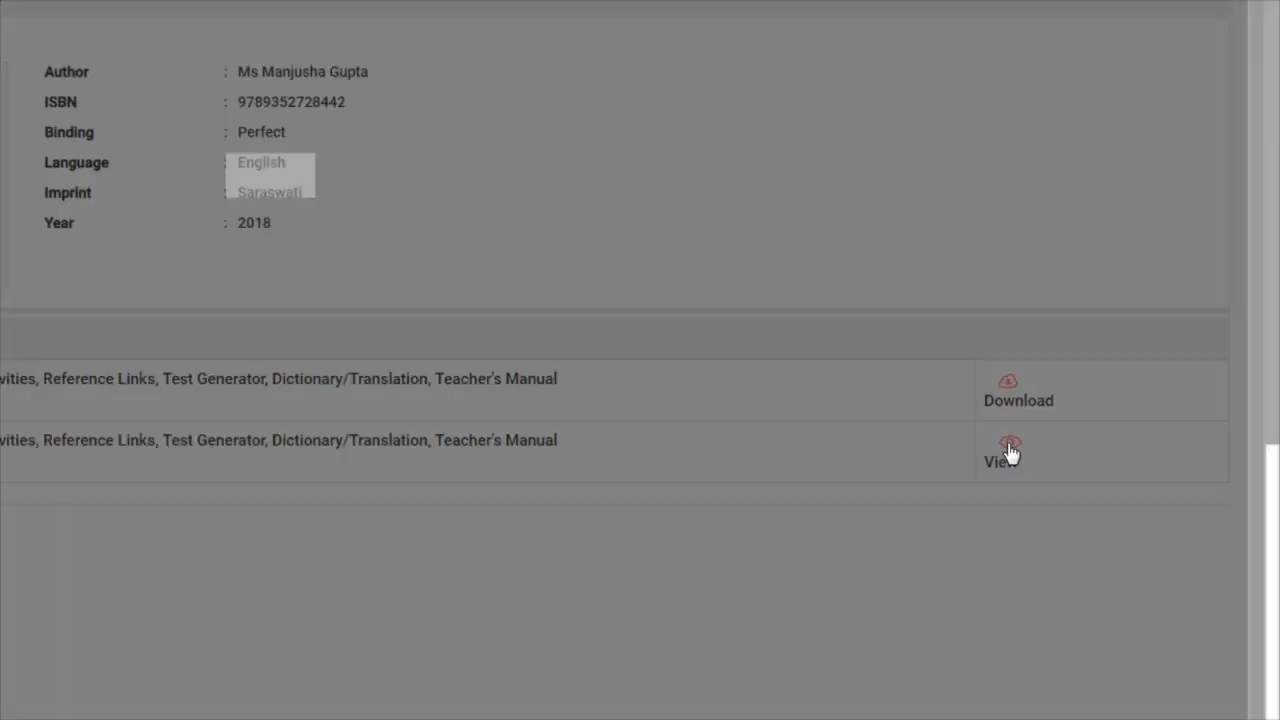 Author : Ms Manjusha Gupta
ISBN : 9789352728442
Binding : Perfect
Language : English
Imprint : Saraswati
Year : 2018
vities, Reference Links, Test Generator, Dictionary/Translation, Teacher's Manual
Download
vities, Reference Links, Test Generator, Dictionary/Translation, Teacher's Manual
View